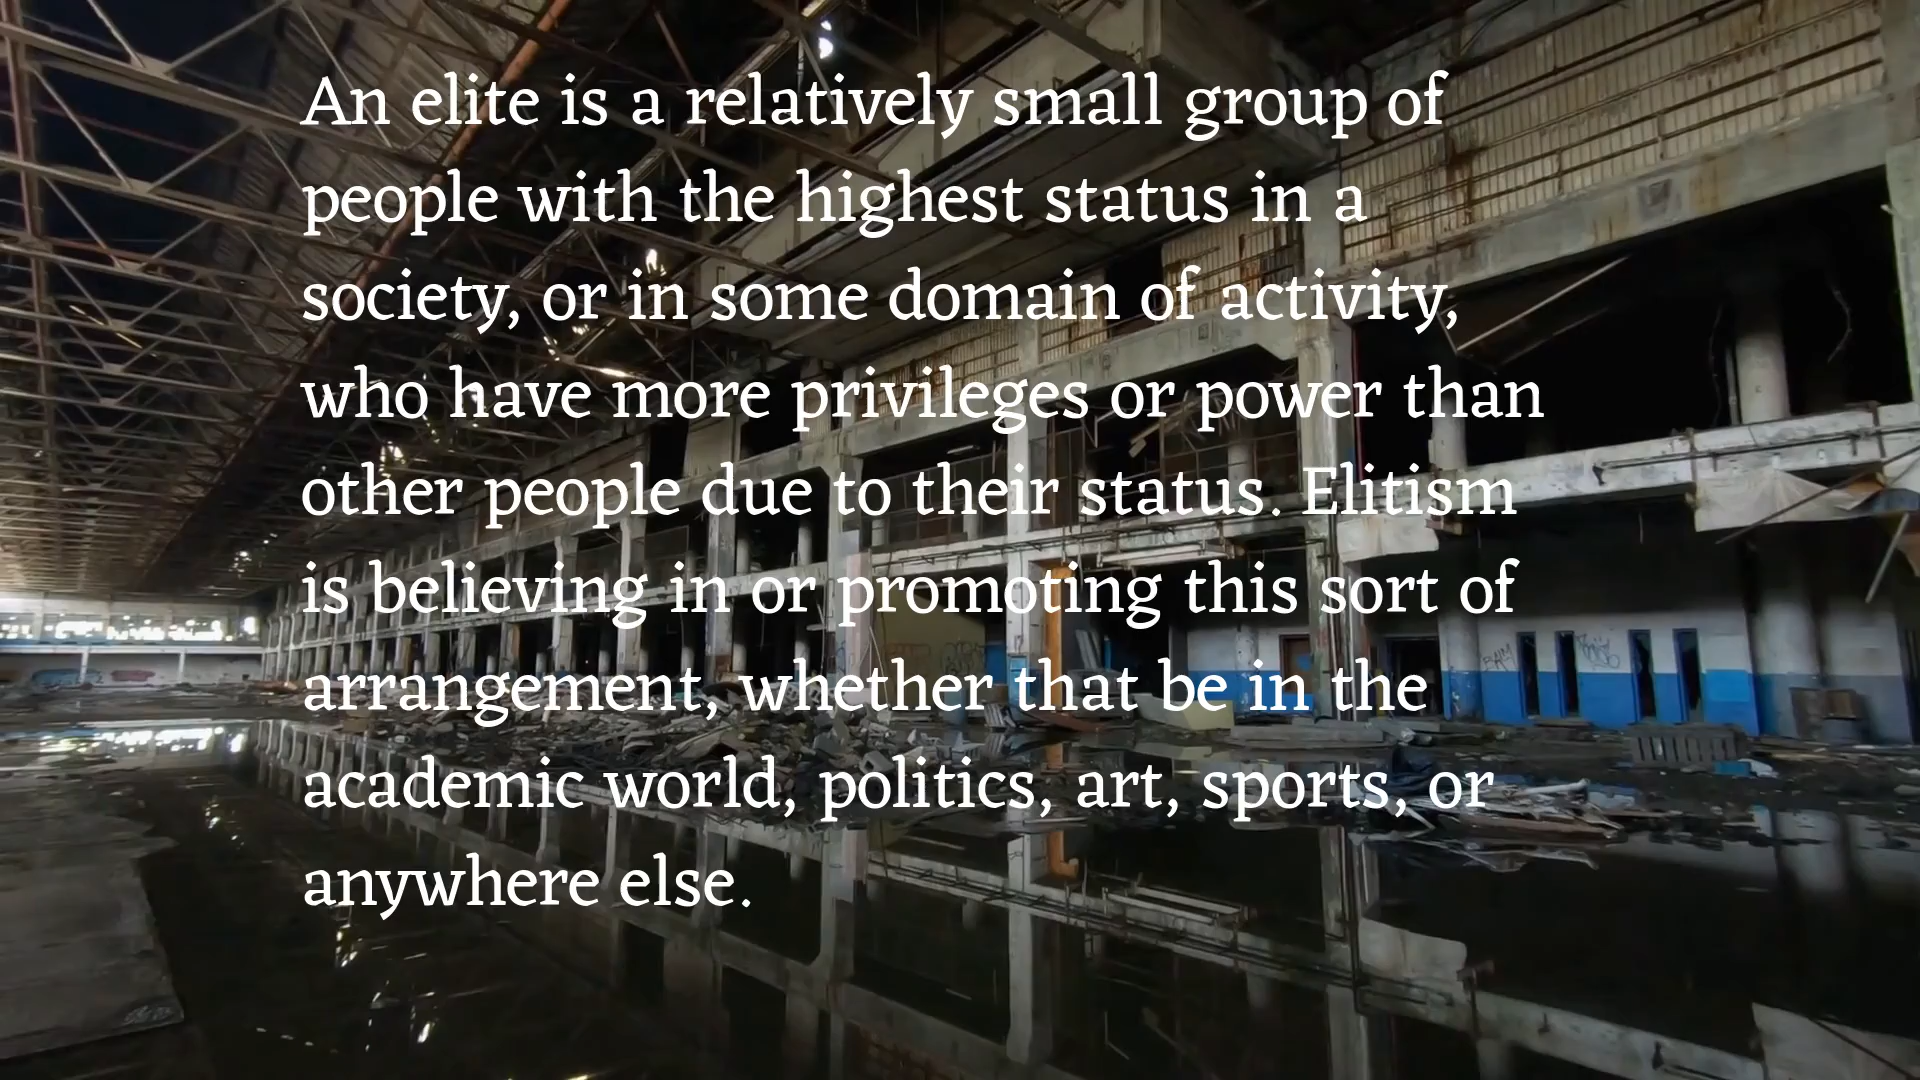 An elite is a relatively small group of
people with the highest status in a
society, or in some domain of activity,
who have more privileges or power than
other people due to their status. Elitism
is believing in or promoting this sort of
arrangement, whether that be in the
academic world, politics, art, sports, or
anywhere else.